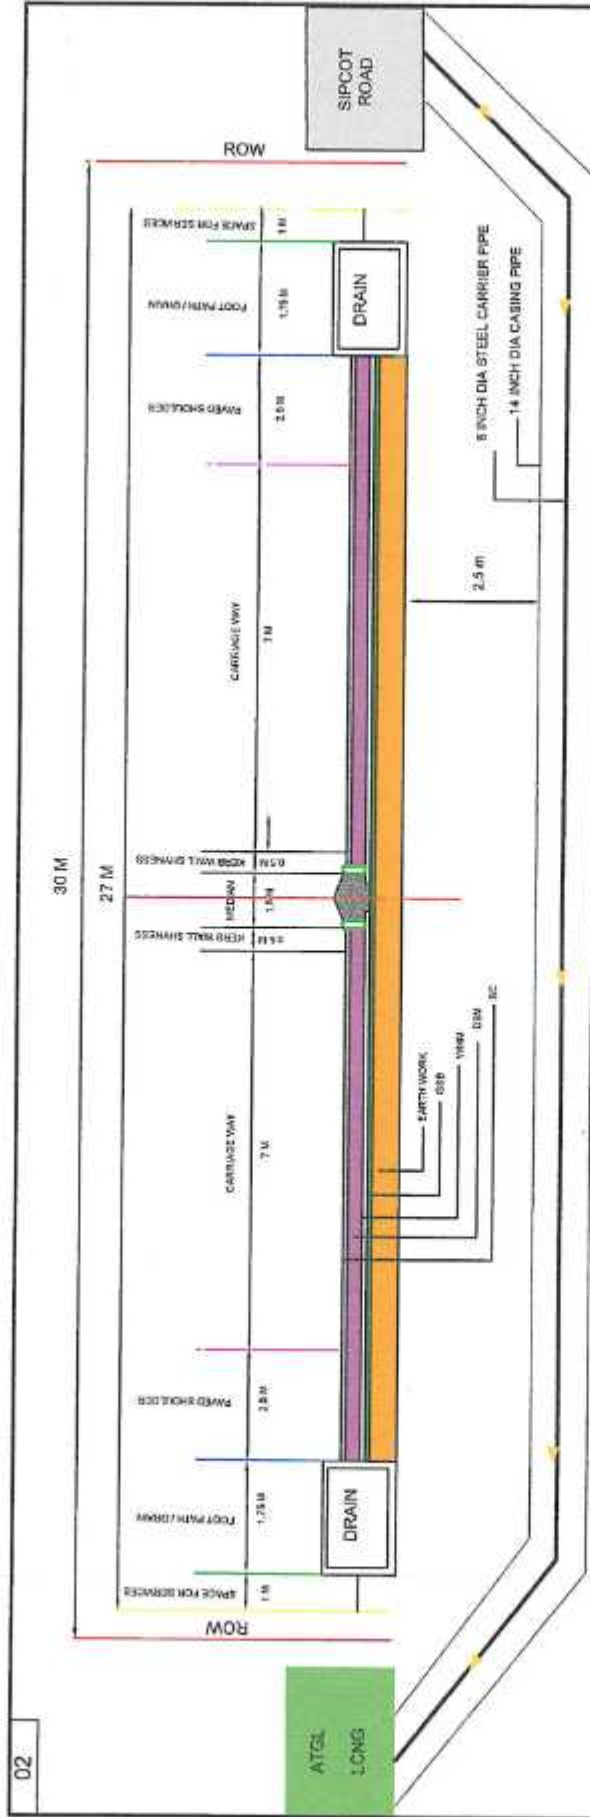 02
30 M
27 M
ROW
ROW
SPACE FOR SERVICES
1 M
FOOT PATH / DRAIN
1.75 M
PAVED SHOULDER
2.5 M
CARRIAGE WAY
7 M
KERB WALL SHYNESS
MEDIAN
KERB WALL SHYNESS
0.5 M
CARRIAGE WAY
7 M
PAVED SHOULDER
2.5 M
FOOT PATH / DRAIN
1.75 M
SPACE FOR SERVICES
1 M
DRAIN
DRAIN
EARTH WORK
GSB
WMM
DBM
BC
2.5 m
ATGL
LCNG
SIPCOT
ROAD
INCH DIA STEEL CARRIER PIPE
14 INCH DIA CASING PIPE